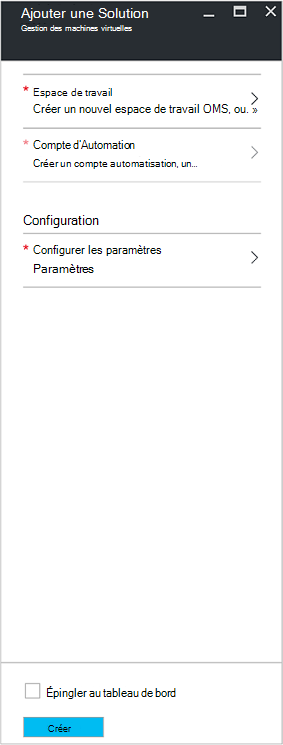 Ajouter une Solution
Gestion des machines virtuelles
* Espace de travail
Créer un nouvel espace de travail OMS, ou. »
* Compte d'Automation
Créer un compte automatisation, un...
Configuration
* Configurer les paramètres
Paramètres
Épingler au tableau de bord
Créer